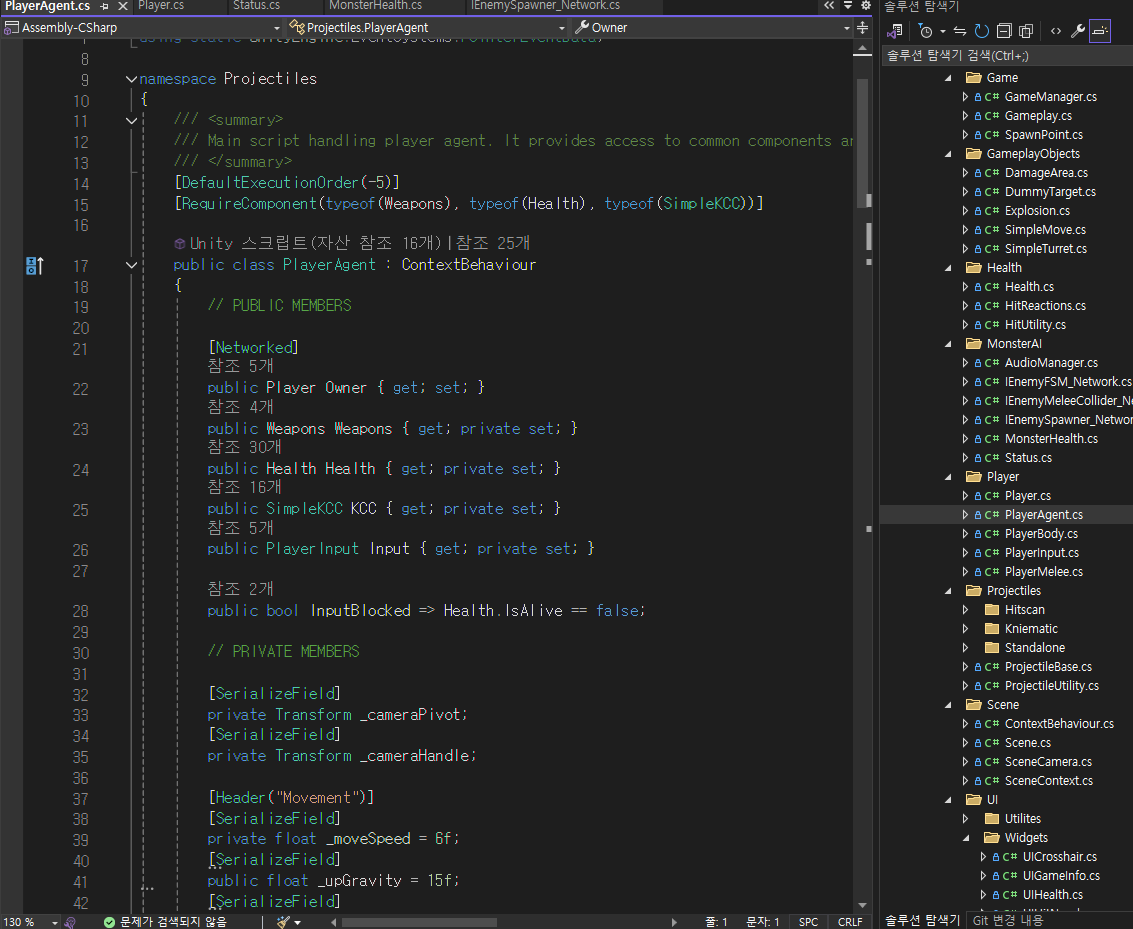 PlayerAgent.cs
Player.cs
Status.cs
MonsterHealth.cs
IEnemySpawner_Network.cs
Assembly-CSharp
Projectiles.PlayerAgent
Owner
8
9 namespace Projectiles
10 {
11 /// <summary>
12 /// Main script handling player agent. It provides access to common components
13 /// </summary>
14 [DefaultExecutionOrder(-5)]
15 [RequireComponent(typeof(Weapons), typeof(Health), typeof(SimpleKCC))]
16
Unity 스크립트(자산 참조 16개)|참조 25개
17 public class PlayerAgent : ContextBehaviour
18 {
19 // PUBLIC MEMBERS
20
21 [Networked]
참조 5개
22 public Player Owner { get; set; }
참조 4개
23 public Weapons Weapons { get; private set; }
참조 30개
24 public Health Health { get; private set; }
참조 16개
25 public SimpleKCC KCC { get; private set; }
참조 5개
26 public PlayerInput Input { get; private set; }
27
참조 2개
28 public bool InputBlocked => Health.IsAlive == false;
29
30 // PRIVATE MEMBERS
31
32 [SerializeField]
33 private Transform _cameraPivot;
34 [SerializeField]
35 private Transform _cameraHandle;
36
37 [Header("Movement")]
38 [SerializeField]
39 private float _moveSpeed = 6f;
40 [SerializeField]
41 public float _upGravity = 15f;
42 [SerializeField]
130 %
문제가 검색되지 않음
줄: 1
문자: 1
SPC
CRLF
솔루션 탐색기
솔루션 탐색기 검색(Ctrl+;)
Game
C# GameManager.cs
C# Gameplay.cs
C# SpawnPoint.cs
GameplayObjects
C# DamageArea.cs
C# DummyTarget.cs
C# Explosion.cs
C# SimpleMove.cs
C# SimpleTurret.cs
Health
C# Health.cs
C# HitReactions.cs
C# HitUtility.cs
MonsterAI
C# AudioManager.cs
C# IEnemyFSM_Network.cs
C# IEnemyMeleeCollider_Ne
C# IEnemySpawner_Networ
C# MonsterHealth.cs
C# Status.cs
Player
C# Player.cs
C# PlayerAgent.cs
C# PlayerBody.cs
C# PlayerInput.cs
C# PlayerMelee.cs
Projectiles
Hitscan
Kniematic
Standalone
C# ProjectileBase.cs
C# ProjectileUtility.cs
Scene
C# ContextBehaviour.cs
C# Scene.cs
C# SceneCamera.cs
C# SceneContext.cs
UI
Utilites
Widgets
C# UICrosshair.cs
C# UIGameInfo.cs
C# UIHealth.cs
솔루션 탐색기
Git 변경 내용